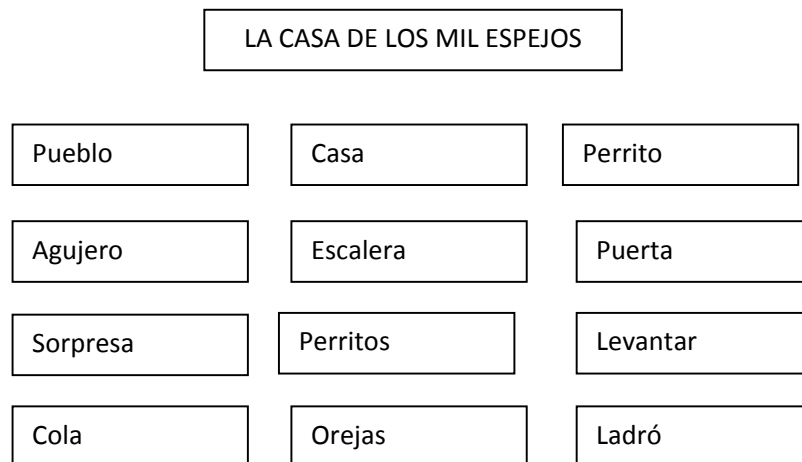 LA CASA DE LOS MIL ESPEJOS
Pueblo Casa Perrito
Agujero Escalera Puerta
Sorpresa Perritos Levantar
Cola Orejas Ladró